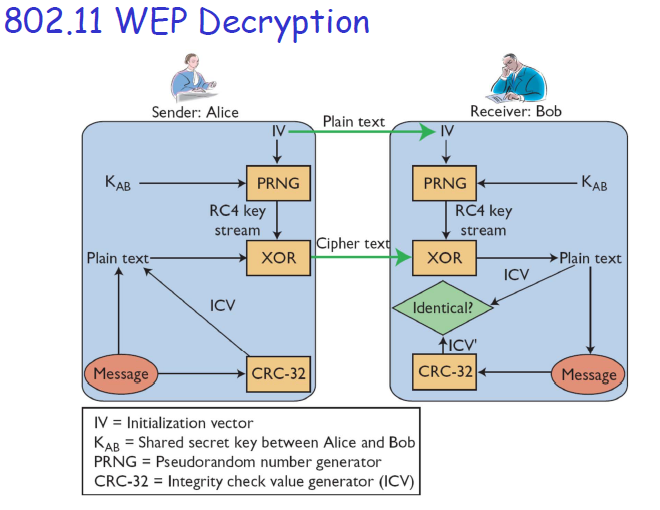 802.11 WEP Decryption
Sender: Alice
Receiver: Bob
Plain text
IV
IV
K_AB
PRNG
PRNG
K_AB
RC4 key
stream
RC4 key
stream
Cipher text
Plain text
XOR
XOR
Plain text
ICV
ICV
Identical?
ICV'
Message
CRC-32
CRC-32
Message
IV = Initialization vector
K_AB = Shared secret key between Alice and Bob
PRNG = Pseudorandom number generator
CRC-32 = Integrity check value generator (ICV)